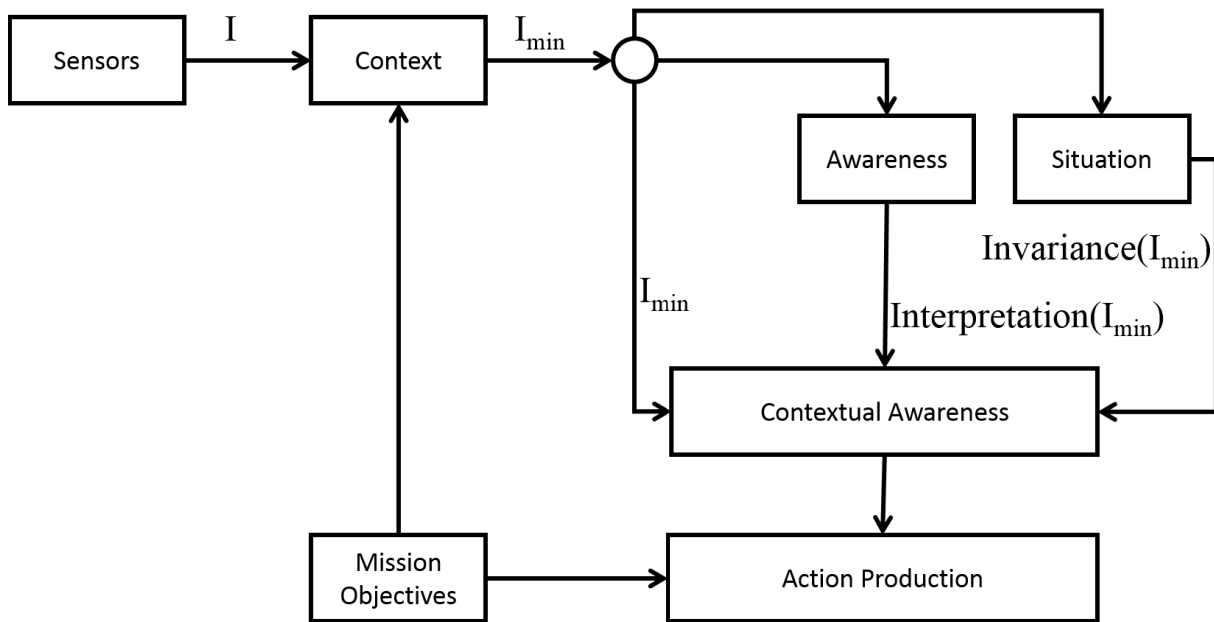 I
I_min
Sensors
Context
Awareness
Situation
Invariance(I_min)
I_min
Interpretation(I_min)
Contextual Awareness
Mission
Objectives
Action Production